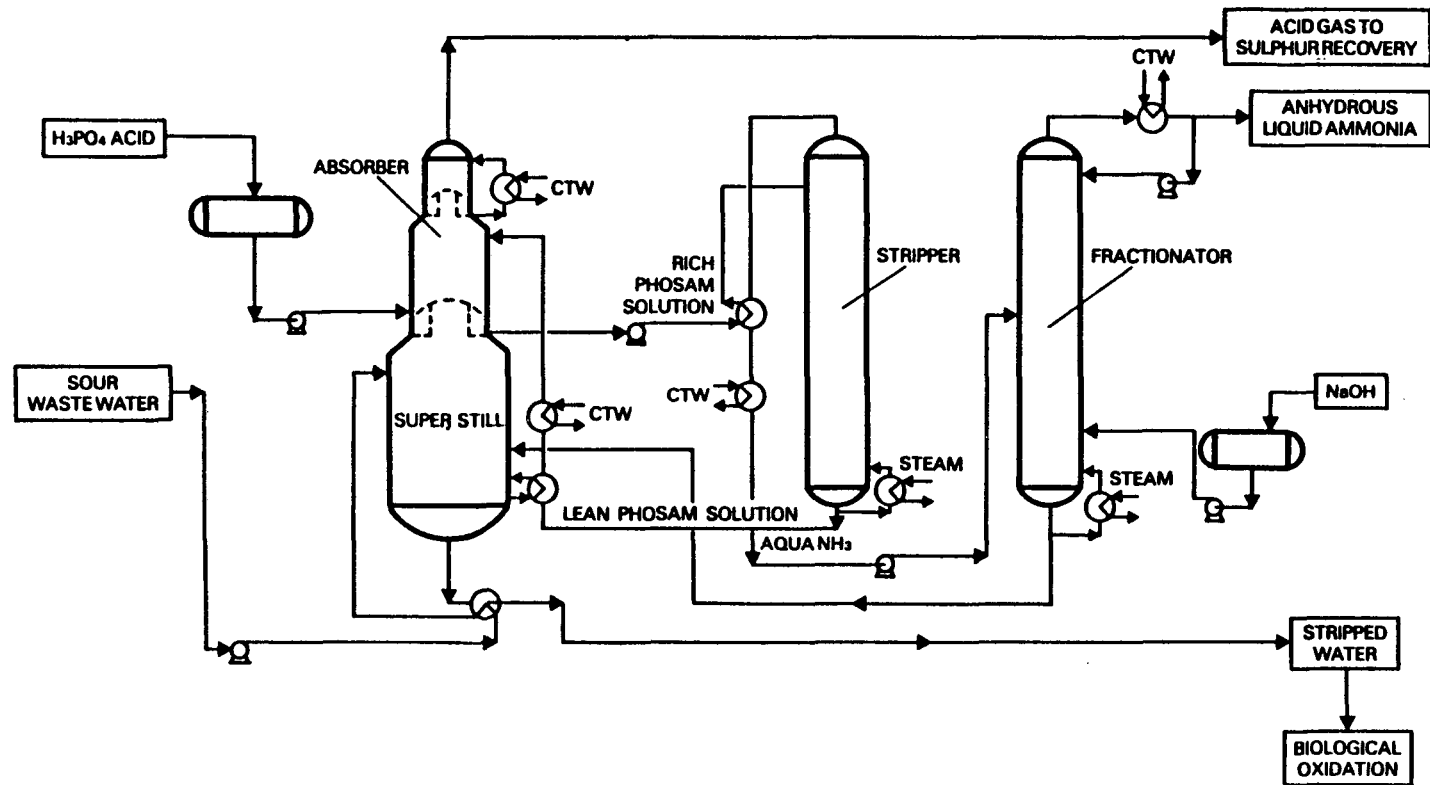 ACID GAS TO
SULPHUR RECOVERY
CTW
ANHYDROUS
LIQUID AMMONIA
H₃PO₄ ACID
ABSORBER
CTW
RICH
PHOSAM
SOLUTION
STRIPPER
FRACTIONATOR
SOUR
WASTE WATER
SUPER STILL
CTW
CTW
NaOH
STEAM
STEAM
LEAN PHOSAM SOLUTION
AQUA NH₃
STRIPPED
WATER
BIOLOGICAL
OXIDATION